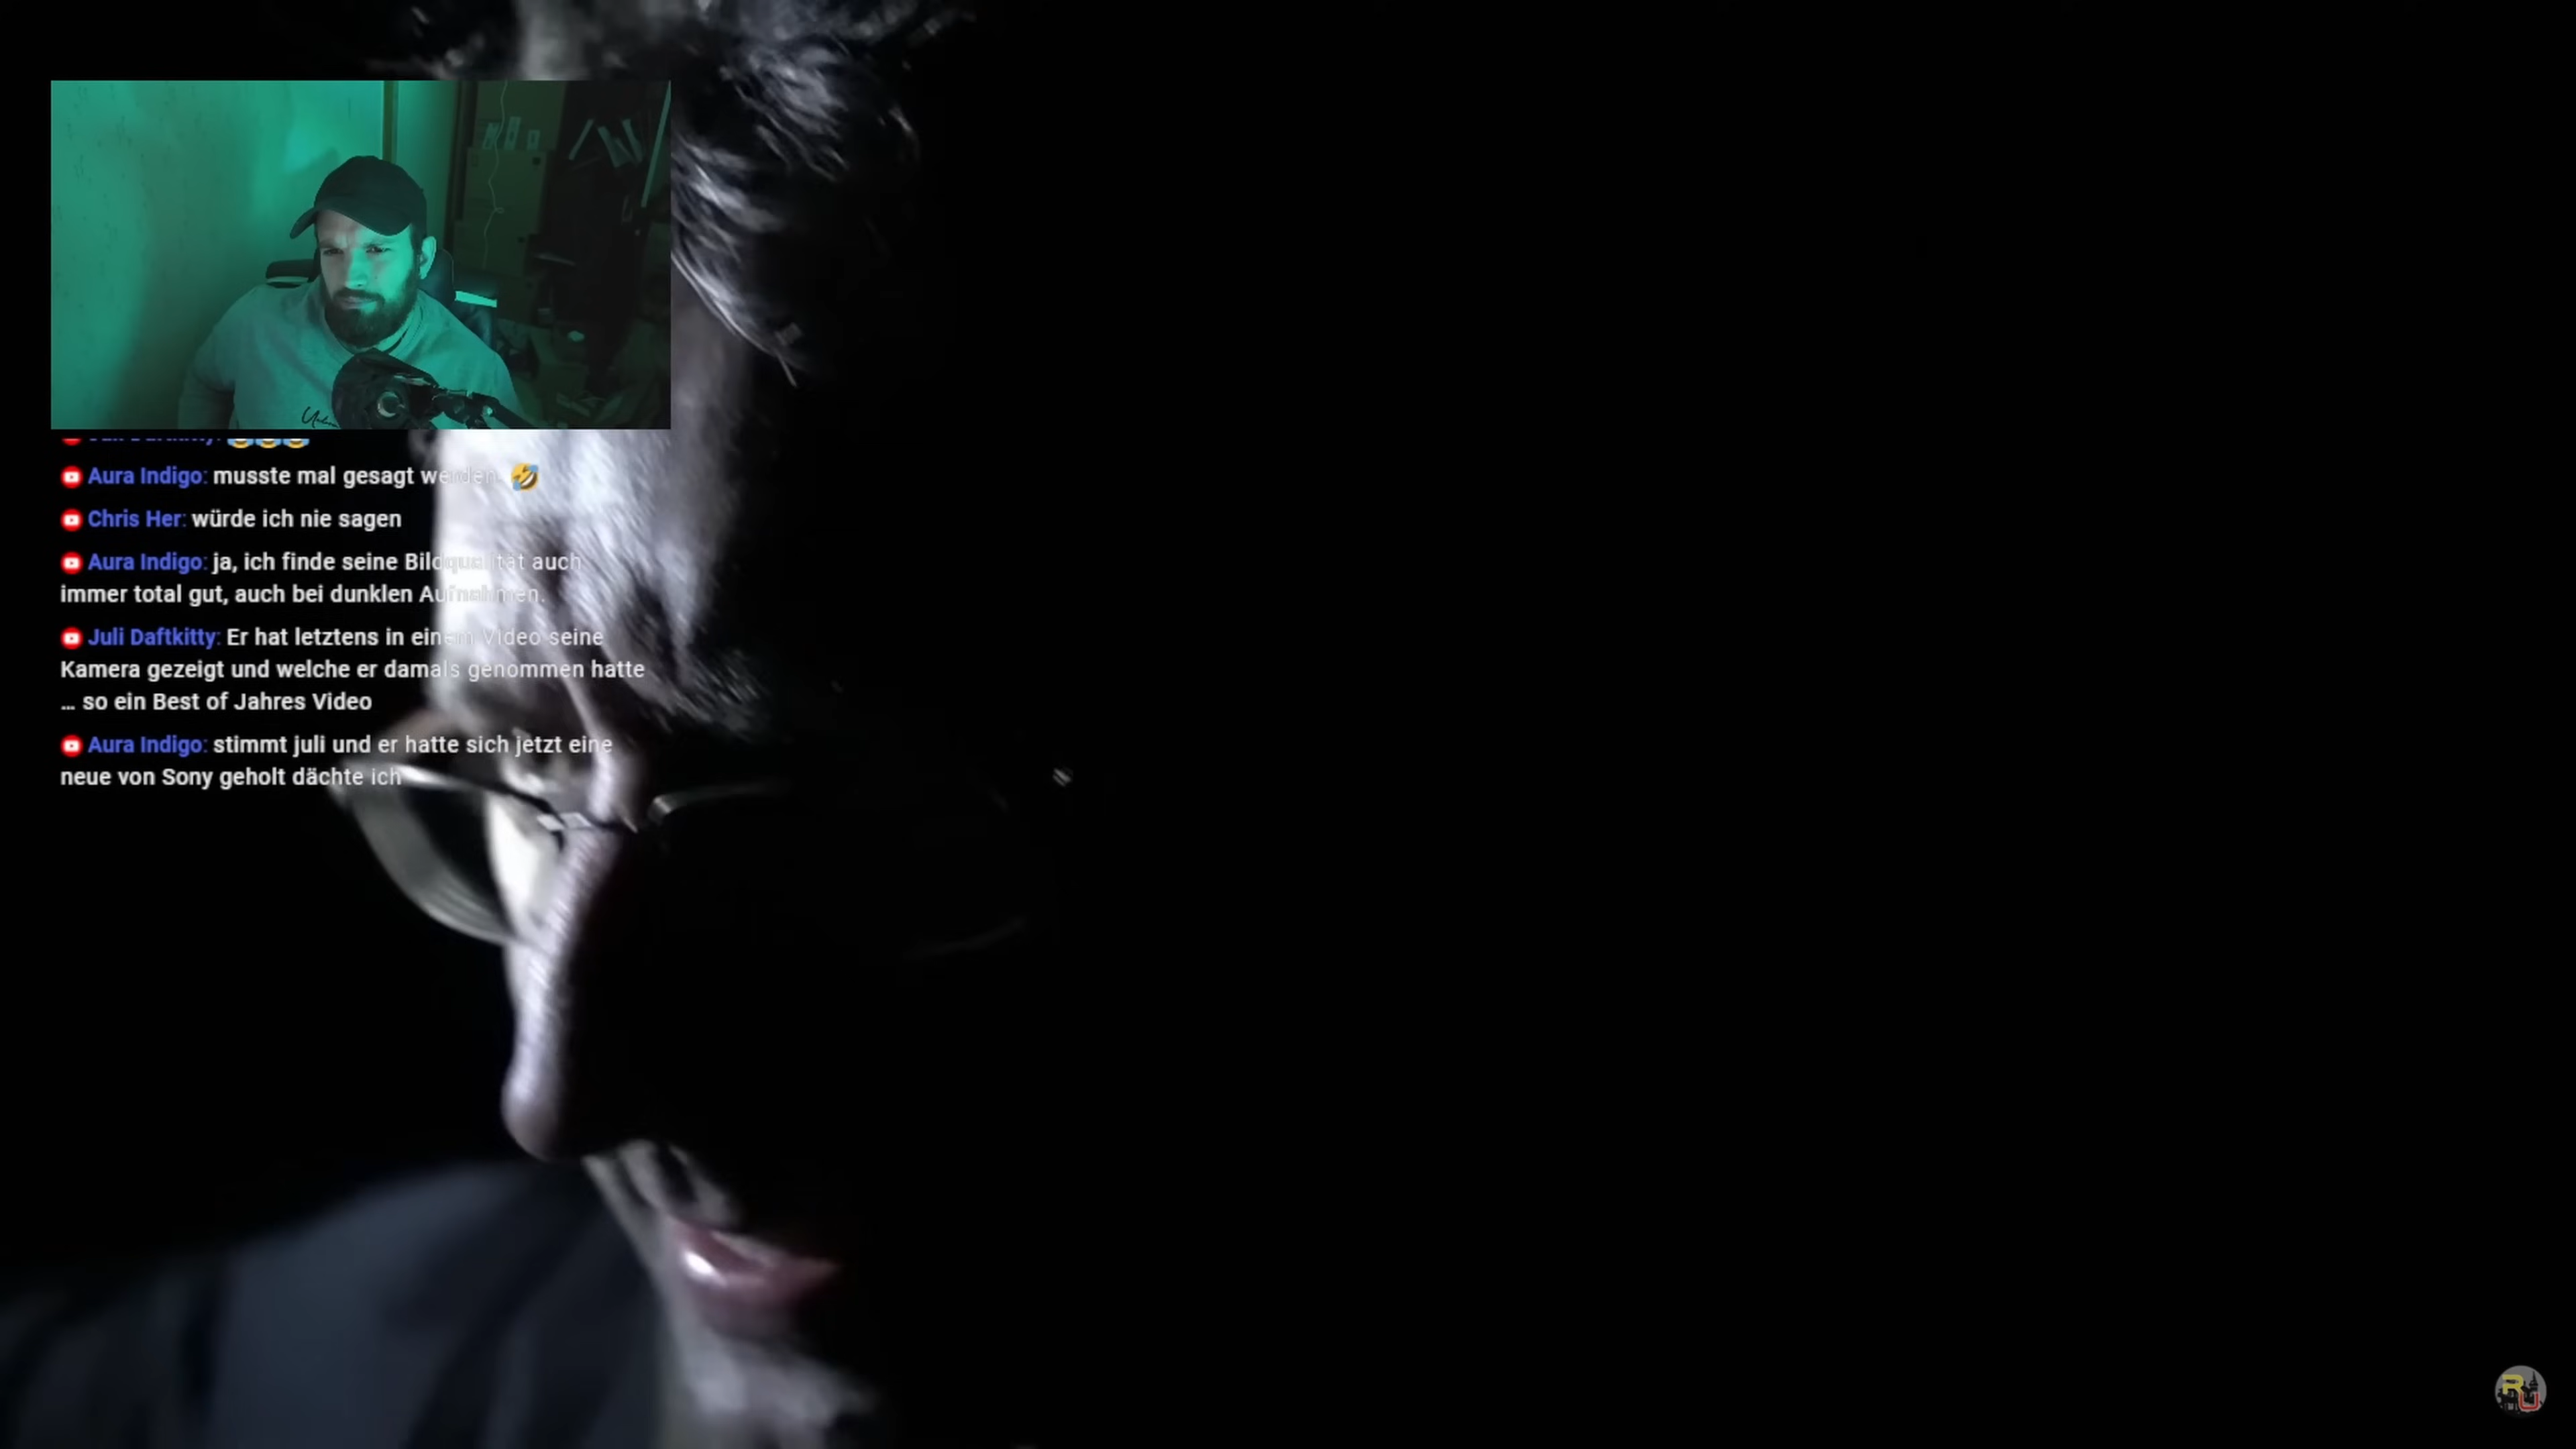 Aura Indigo: musste mal gesagt werden. 🤣
Chris Her: würde ich nie sagen
Aura Indigo: ja, ich finde seine Bildqualität auch
immer total gut, auch bei dunklen Aufnahmen.
Juli Daftkitty: Er hat letztens in einem Video seine
Kamera gezeigt und welche er damals genommen hatte
… so ein Best of Jahres Video
Aura Indigo: stimmt juli und er hatte sich jetzt eine
neue von Sony geholt dächte ich
RU